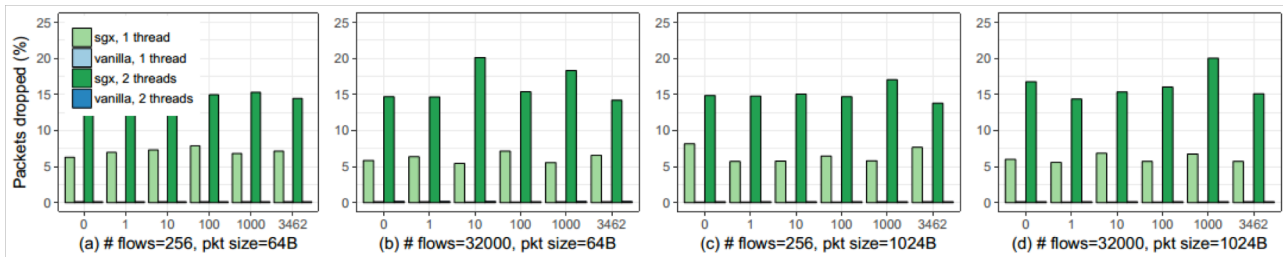 Packets dropped (%)
25
20
15
10
5
0
sgx, 1 thread
vanilla, 1 thread
sgx, 2 threads
vanilla, 2 threads
0 1 10 100 1000 3462
(a) # flows=256, pkt size=64B
25
20
15
10
5
0
0 1 10 100 1000 3462
(b) # flows=32000, pkt size=64B
25
20
15
10
5
0
0 1 10 100 1000 3462
(c) # flows=256, pkt size=1024B
25
20
15
10
5
0
0 1 10 100 1000 3462
(d) # flows=32000, pkt size=1024B